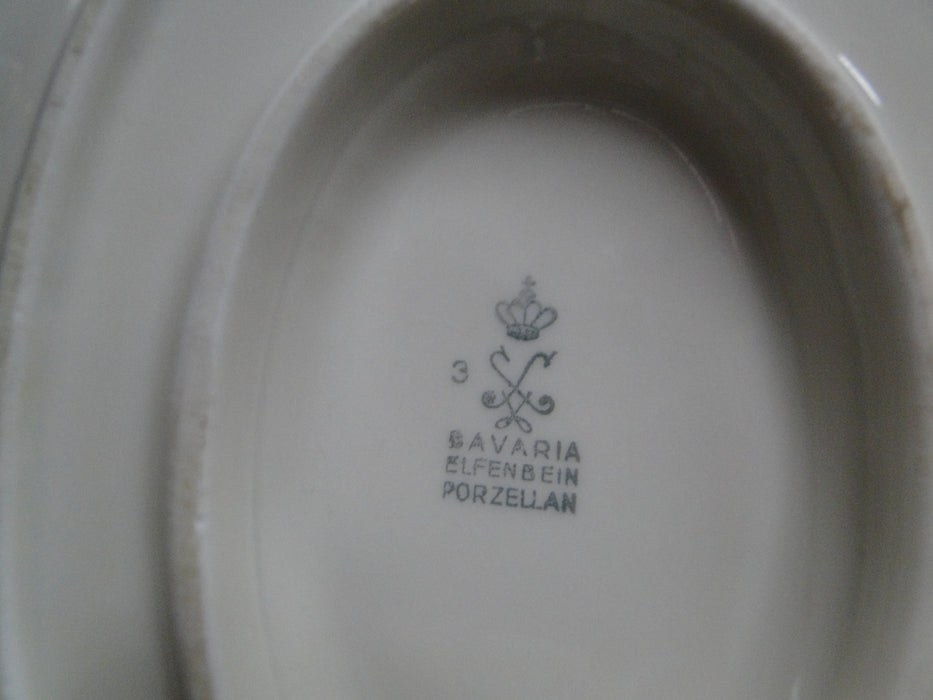 3
BAVARIA
ELFENBEIN
PORZELLAN